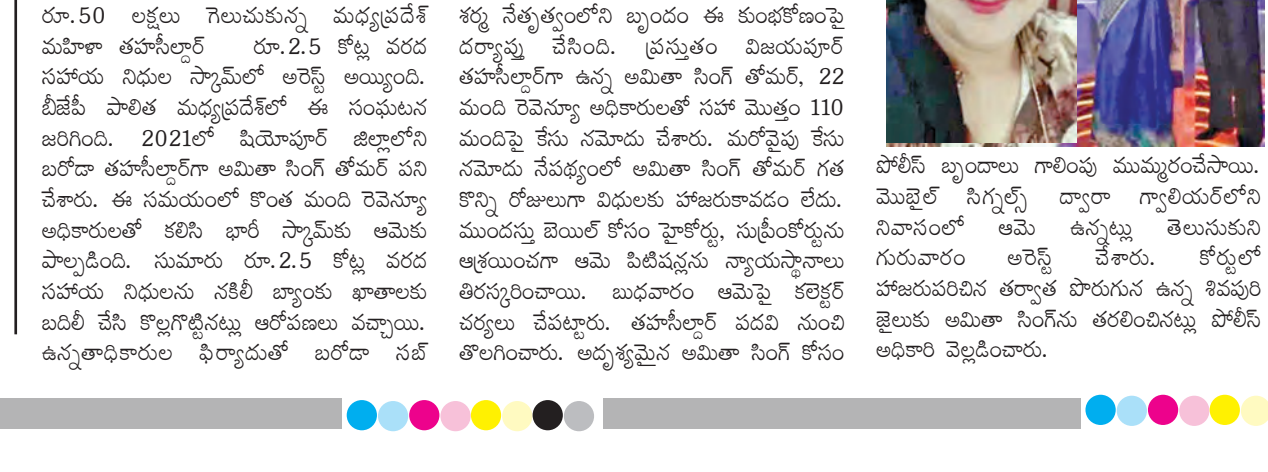 రూ.50 లక్షలు గెలుచుకున్న మధ్యప్రదేశ్
మహిళా తహసీల్దార్ రూ.2.5 కోట్ల వరద
సహాయ నిధుల స్కామ్‌లో అరెస్ట్ అయ్యింది.
బీజేపీ పాలిత మధ్యప్రదేశ్‌లో ఈ సంఘటన
జరిగింది. 2021లో షియోపూర్ జిల్లాలోని
బరోడా తహసీల్దార్‌గా అమితా సింగ్ తోమర్ పని
చేశారు. ఈ సమయంలో కొంత మంది రెవెన్యూ
అధికారులతో కలిసి భారీ స్కామ్‌కు ఆమెకు
పాల్పడింది. సుమారు రూ.2.5 కోట్ల వరద
సహాయ నిధులను నకిలీ బ్యాంకు ఖాతాలకు
బదిలీ చేసి కొల్లగొట్టినట్లు ఆరోపణలు వచ్చాయి.
ఉన్నతాధికారుల ఫిర్యాదుతో బరోడా సబ్
శర్మ నేతృత్వంలోని బృందం ఈ కుంభకోణంపై
దర్యాప్తు చేసింది. ప్రస్తుతం విజయపూర్
తహసీల్దార్‌గా ఉన్న అమితా సింగ్ తోమర్, 22
మంది రెవెన్యూ అధికారులతో సహా మొత్తం 110
మందిపై కేసు నమోదు చేశారు. మరోవైపు కేసు
నమోదు నేపథ్యంలో అమితా సింగ్ తోమర్ గత
కొన్ని రోజులుగా విధులకు హాజరుకావడం లేదు.
ముందస్తు బెయిల్ కోసం హైకోర్టు, సుప్రీంకోర్టును
ఆశ్రయించగా ఆమె పిటిషన్లను న్యాయస్థానాలు
తిరస్కరించాయి. బుధవారం ఆమెపై కలెక్టర్
చర్యలు చేపట్టారు. తహసీల్దార్ పదవి నుంచి
తొలగించారు. అదృశ్యమైన అమితా సింగ్ కోసం
పోలీస్ బృందాలు గాలింపు ముమ్మరంచేసాయి.
మొబైల్ సిగ్నల్స్ ద్వారా గ్వాలియర్‌లోని
నివాసంలో ఆమె ఉన్నట్లు తెలుసుకుని
గురువారం అరెస్ట్ చేశారు. కోర్టులో
హాజరుపరిచిన తర్వాత పొరుగున ఉన్న శివపురి
జైలుకు అమితా సింగ్‌ను తరలించినట్లు పోలీస్
అధికారి వెల్లడించారు.